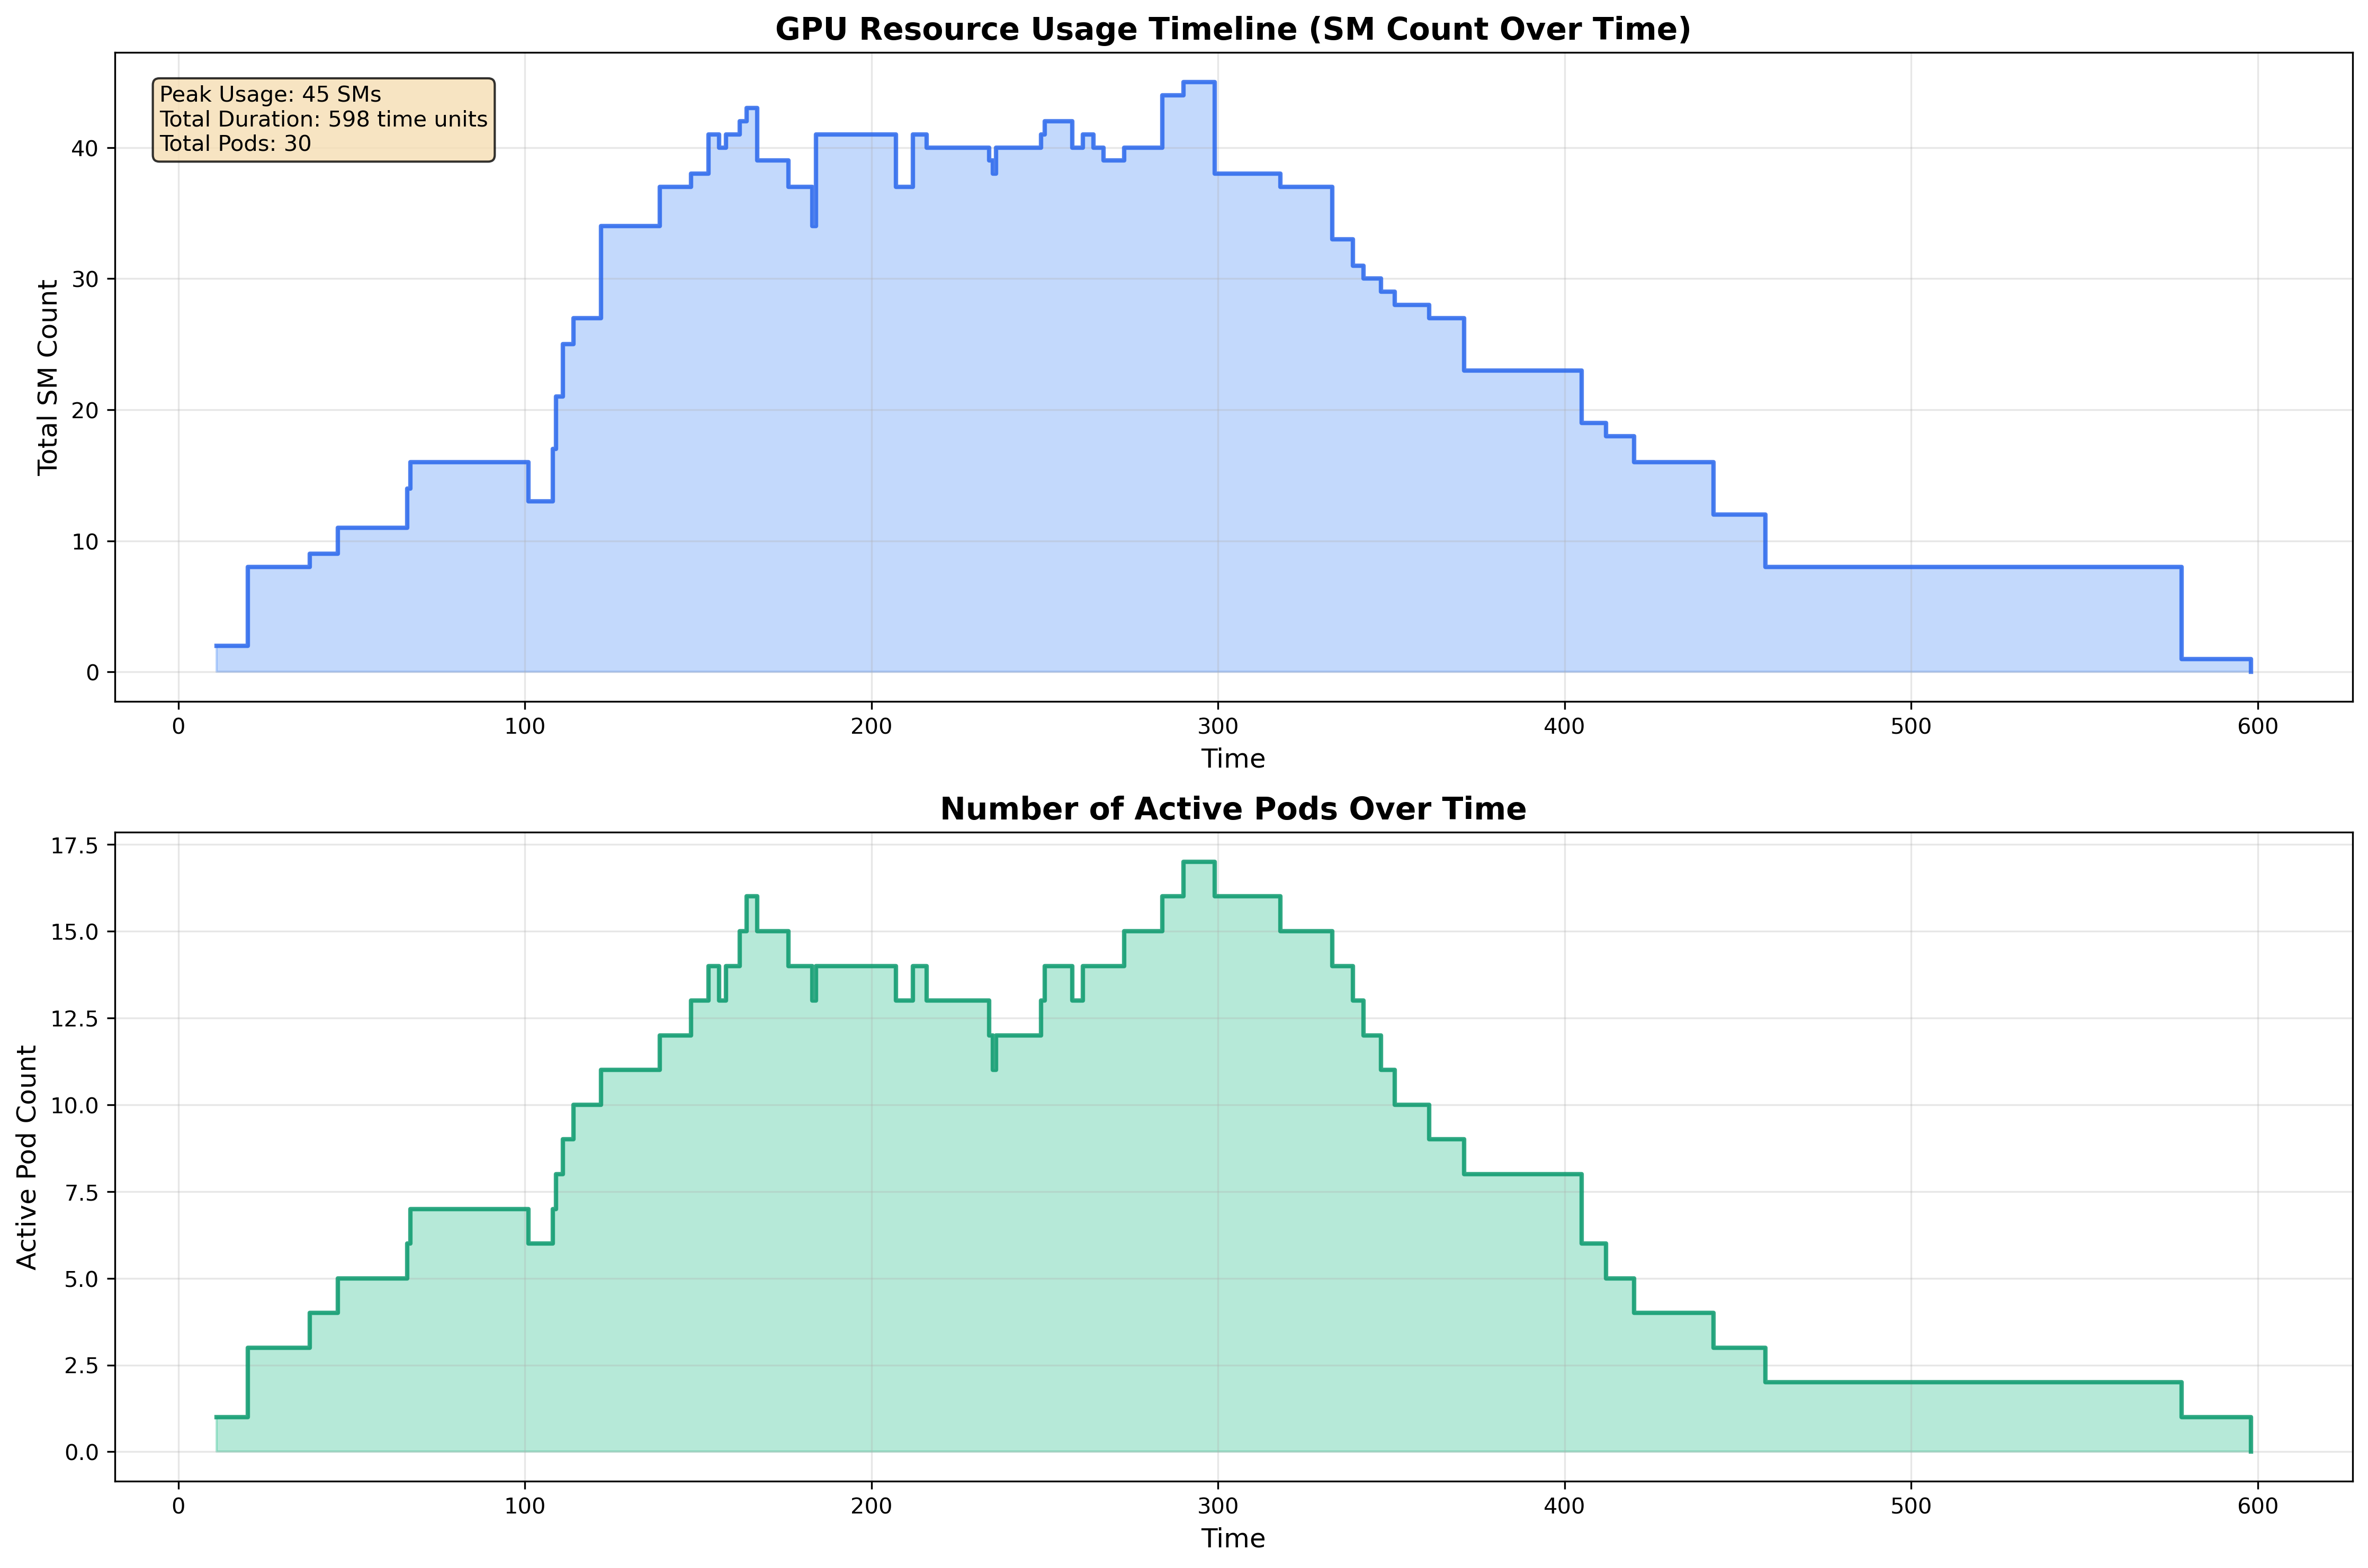 GPU Resource Usage Timeline (SM Count Over Time)
Peak Usage: 45 SMs
Total Duration: 598 time units
Total Pods: 30
Total SM Count
40
30
20
10
0
0 100 200 300 400 500 600
Time
Number of Active Pods Over Time
Active Pod Count
17.5
15.0
12.5
10.0
7.5
5.0
2.5
0.0
0 100 200 300 400 500 600
Time